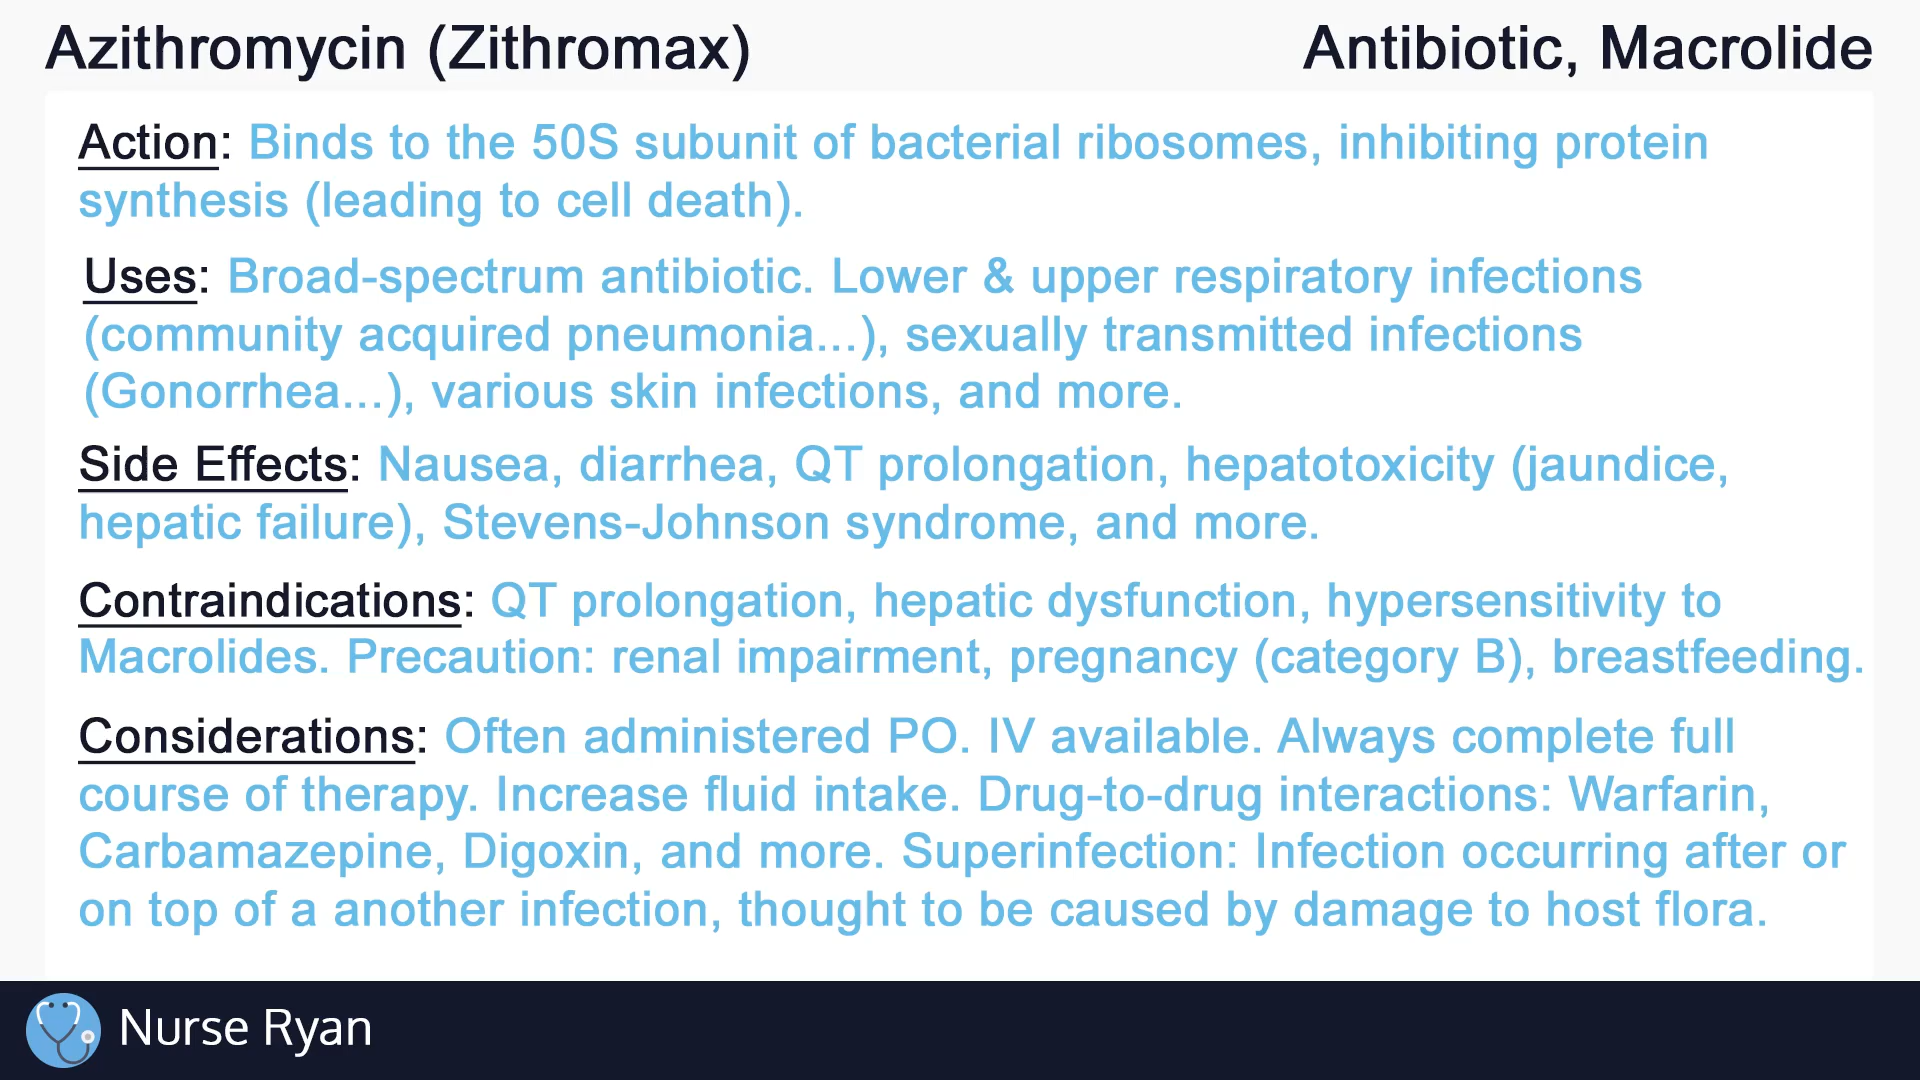 Azithromycin (Zithromax)
Antibiotic, Macrolide
Action: Binds to the 50S subunit of bacterial ribosomes, inhibiting protein
synthesis (leading to cell death).
Uses: Broad-spectrum antibiotic. Lower & upper respiratory infections
(community acquired pneumonia...), sexually transmitted infections
(Gonorrhea...), various skin infections, and more.
Side Effects: Nausea, diarrhea, QT prolongation, hepatotoxicity (jaundice,
hepatic failure), Stevens-Johnson syndrome, and more.
Contraindications: QT prolongation, hepatic dysfunction, hypersensitivity to
Macrolides. Precaution: renal impairment, pregnancy (category B), breastfeeding.
Considerations: Often administered PO. IV available. Always complete full
course of therapy. Increase fluid intake. Drug-to-drug interactions: Warfarin,
Carbamazepine, Digoxin, and more. Superinfection: Infection occurring after or
on top of a another infection, thought to be caused by damage to host flora.
Nurse Ryan